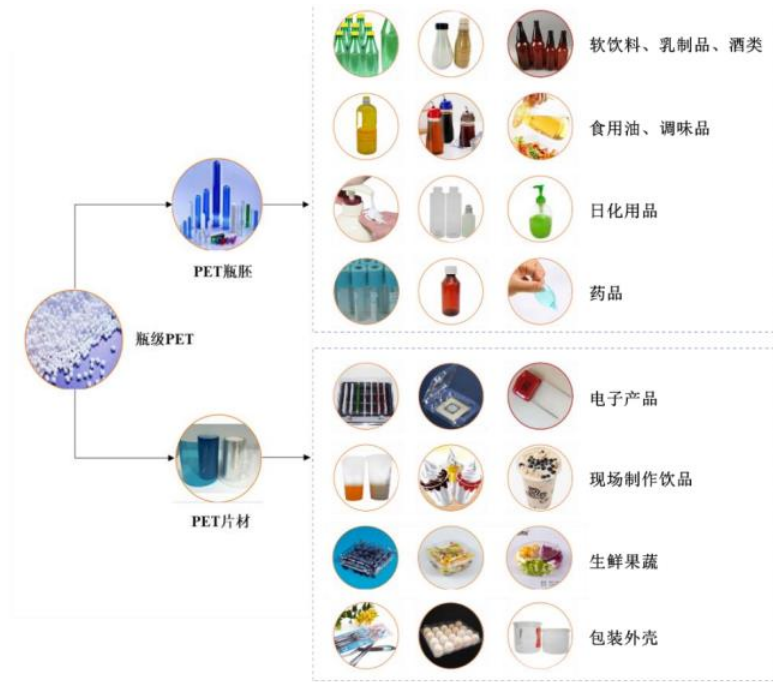 软饮料、乳制品、酒类
食用油、调味品
日化用品
药品
PET瓶胚
瓶级PET
PET片材
电子产品
现场制作饮品
生鲜果蔬
包装外壳